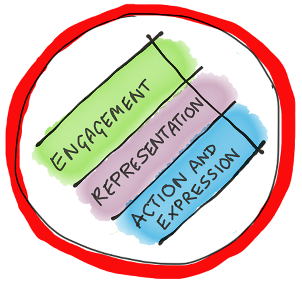 ENGAGEMENT
REPRESENTATION
ACTION AND
EXPRESSION